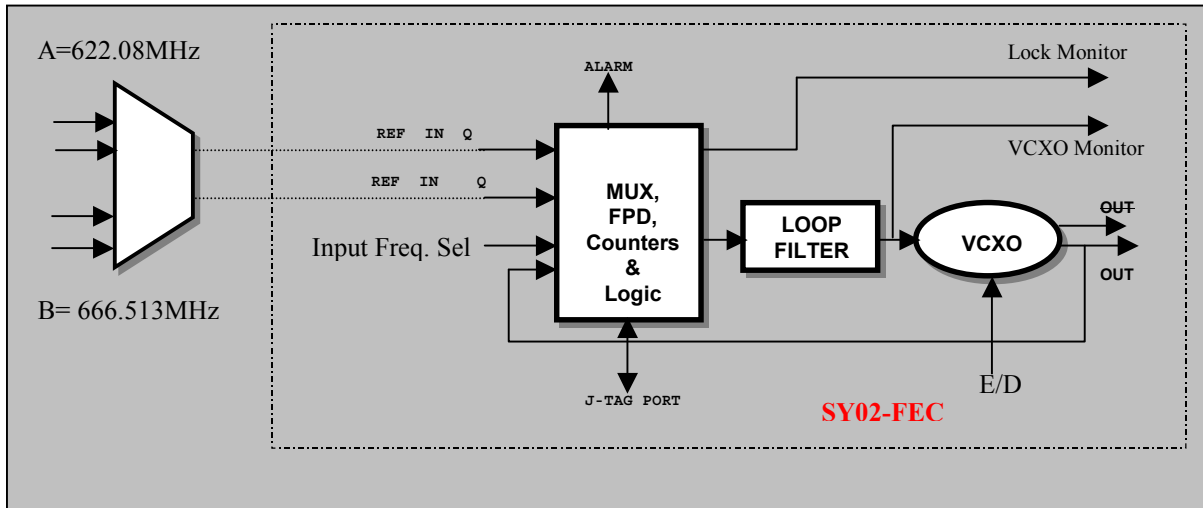 A=622.08MHz
Lock Monitor
ALARM
REF IN Q
VCXO Monitor
REF IN Q
MUX,
FPD,
Counters
&
Logic
LOOP
FILTER
VCXO
OUT
OUT
Input Freq. Sel
B= 666.513MHz
E/D
J-TAG PORT
SY02-FEC